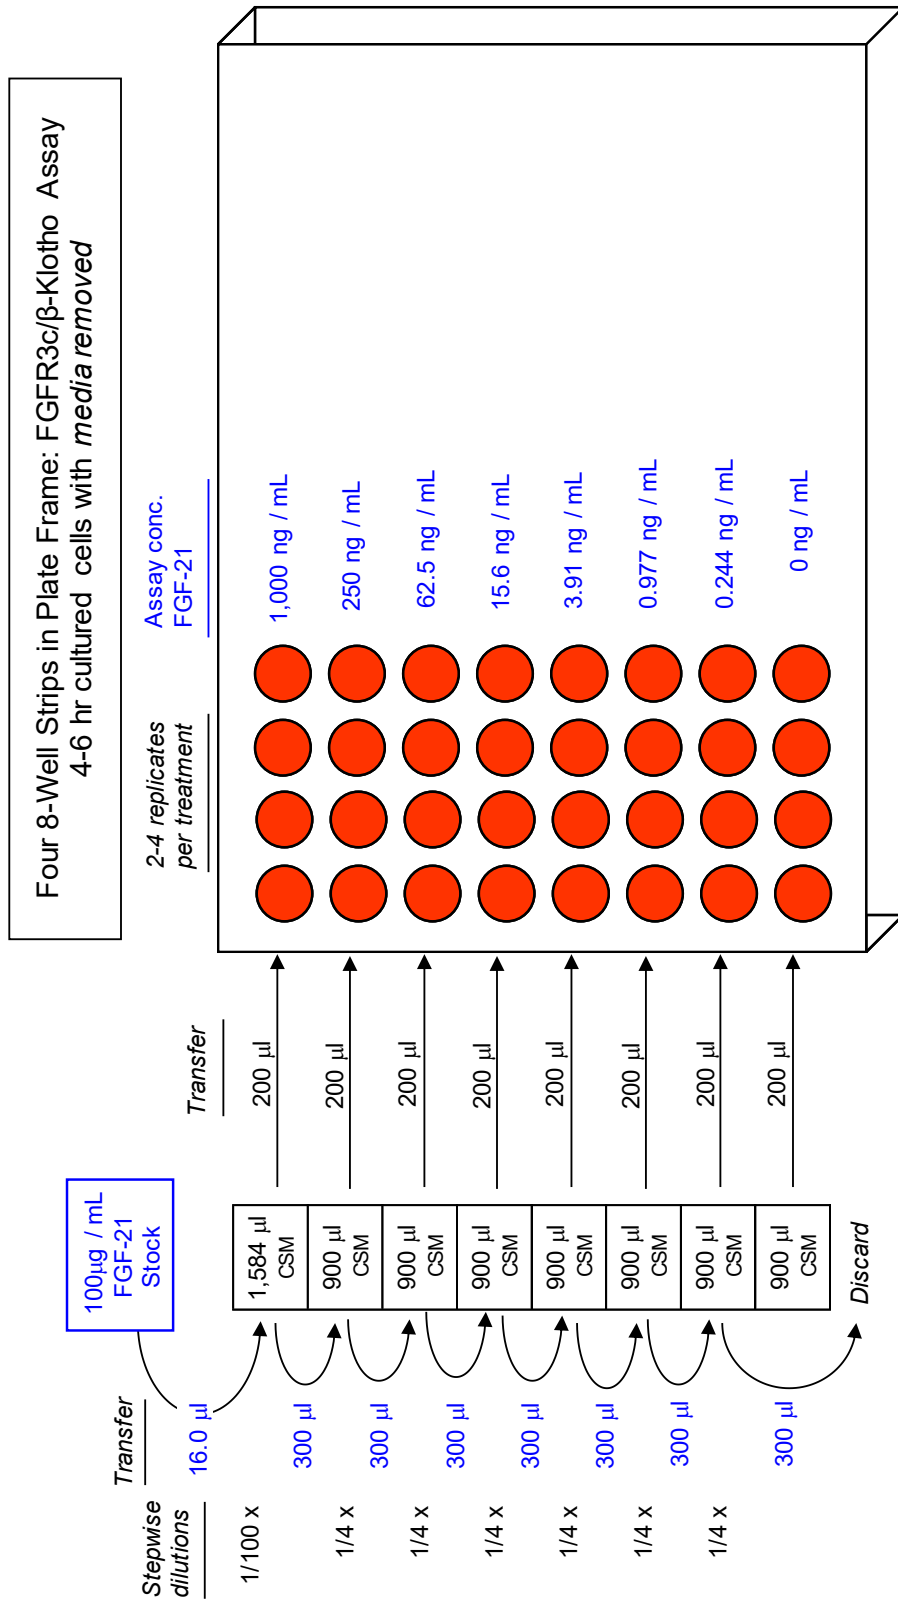 Four 8-Well Strips in Plate Frame: FGFR3c/β-Klotho Assay
4-6 hr cultured cells with media removed
Stepwise
dilutions
Transfer
100µg / mL
FGF-21
Stock
Transfer
2-4 replicates
per treatment
Assay conc.
FGF-21
1/100 x
16.0 µl
1,584 µl
CSM
200 µl
1,000 ng / mL
1/4 x
300 µl
900 µl
CSM
200 µl
250 ng / mL
1/4 x
300 µl
900 µl
CSM
200 µl
62.5 ng / mL
1/4 x
300 µl
900 µl
CSM
200 µl
15.6 ng / mL
1/4 x
300 µl
900 µl
CSM
200 µl
3.91 ng / mL
1/4 x
300 µl
900 µl
CSM
200 µl
0.977 ng / mL
1/4 x
300 µl
900 µl
CSM
200 µl
0.244 ng / mL
300 µl
900 µl
CSM
200 µl
0 ng / mL
Discard